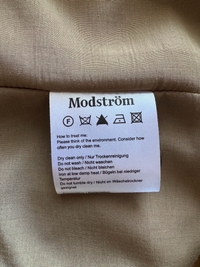 Modström
F
How to treat me:
Please think of the environment. Consider how
often you dry clean me.
Dry clean only / Nur Trockenreinigung
Do not wash / Nicht waschen
Do not bleach / Nicht bleichen
Iron at low damp heat / Bügeln bei niedriger
Temperatur
Do not tumble dry / Nicht im Wäschetrockner
geeignet